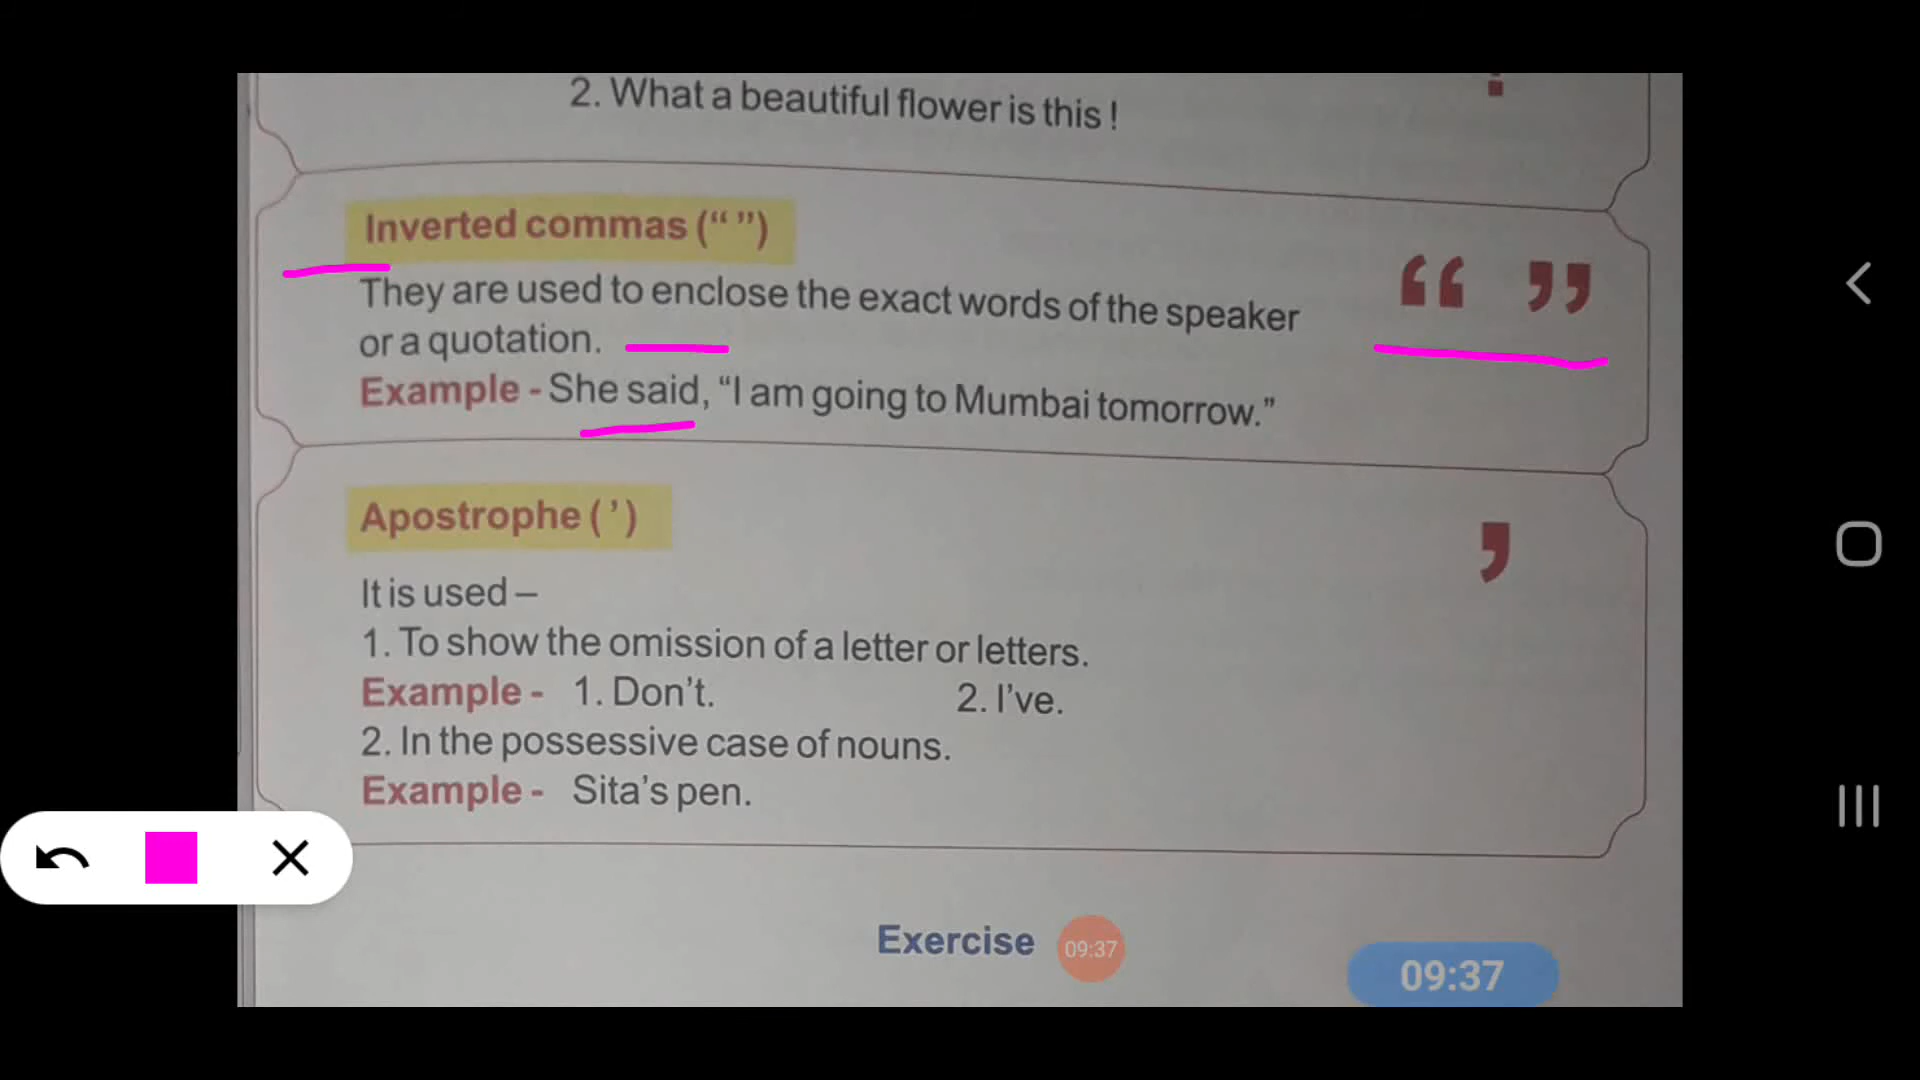 2. What a beautiful flower is this !
Inverted commas (“ ”)
They are used to enclose the exact words of the speaker
or a quotation.
“ ”
Example - She said, “I am going to Mumbai tomorrow.”
Apostrophe ( ’ )
’
It is used –
1. To show the omission of a letter or letters.
Example - 1. Don’t. 2. I’ve.
2. In the possessive case of nouns.
Example - Sita’s pen.
Exercise
09:37
09:37